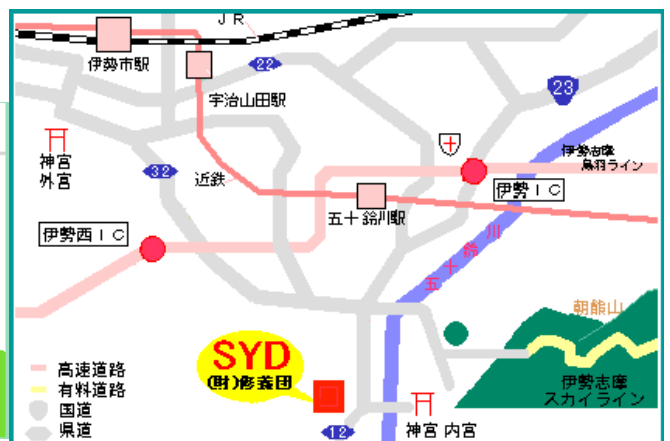 JR
伊勢市駅
22
宇治山田駅
23
神宮
外宮
32
近鉄
伊勢志摩
鳥羽ライン
伊勢IC
五十鈴川駅
伊勢西IC
五十鈴川
朝熊山
SYD
(財)修養団
伊勢志摩
スカイライン
高速道路
有料道路
国道
県道
12
神宮 内宮